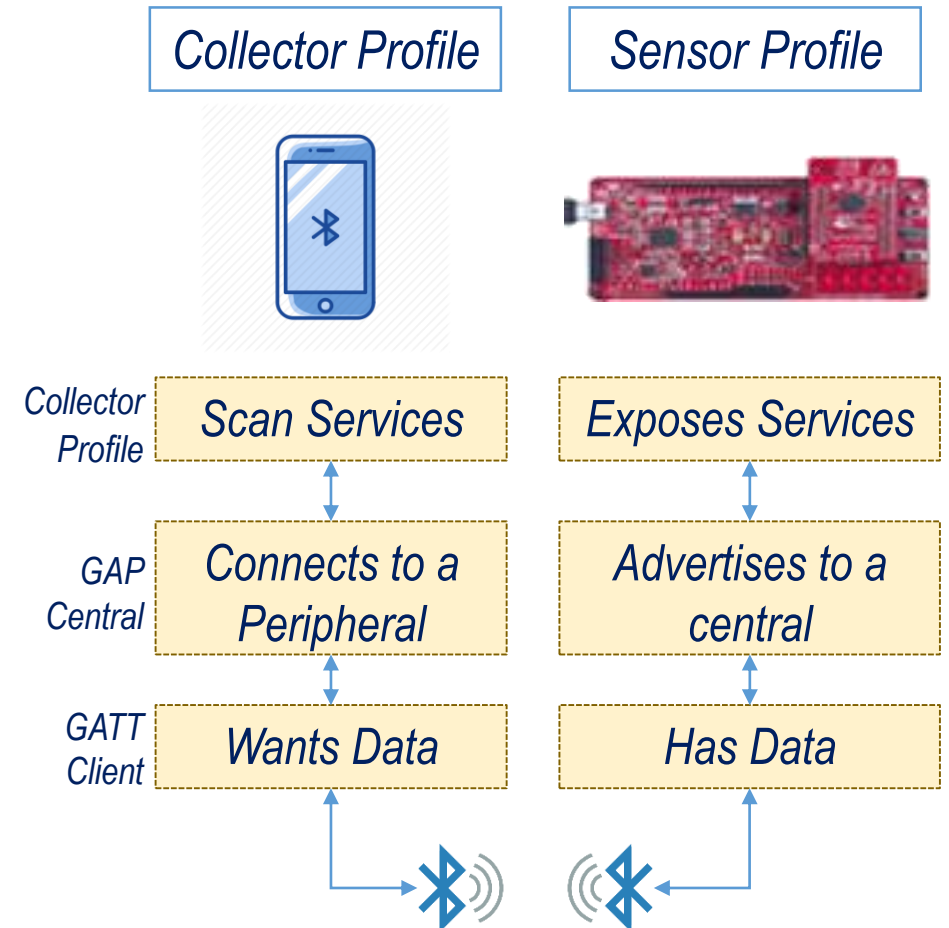 Collector Profile
Sensor Profile
Collector
Profile
Scan Services
Exposes Services
GAP
Central
Connects to a
Peripheral
Advertises to a
central
GATT
Client
Wants Data
Has Data